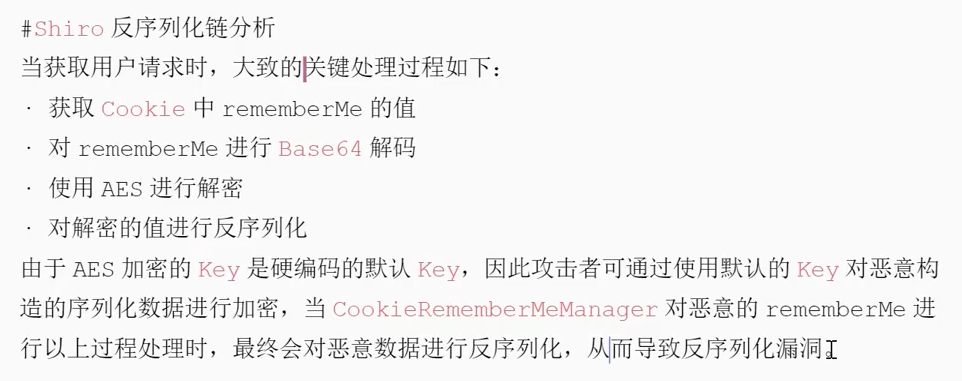 #Shiro 反序列化链分析
当获取用户请求时，大致的关键处理过程如下：
· 获取 Cookie 中 rememberMe 的值
· 对 rememberMe 进行 Base64 解码
· 使用 AES 进行解密
· 对解密的值进行反序列化
由于 AES 加密的 Key 是硬编码的默认 Key，因此攻击者可通过使用默认的 Key 对恶意构
造的序列化数据进行加密，当 CookieRememberMeManager 对恶意的 rememberMe 进
行以上过程处理时，最终会对恶意数据进行反序列化，从而导致反序列化漏洞。